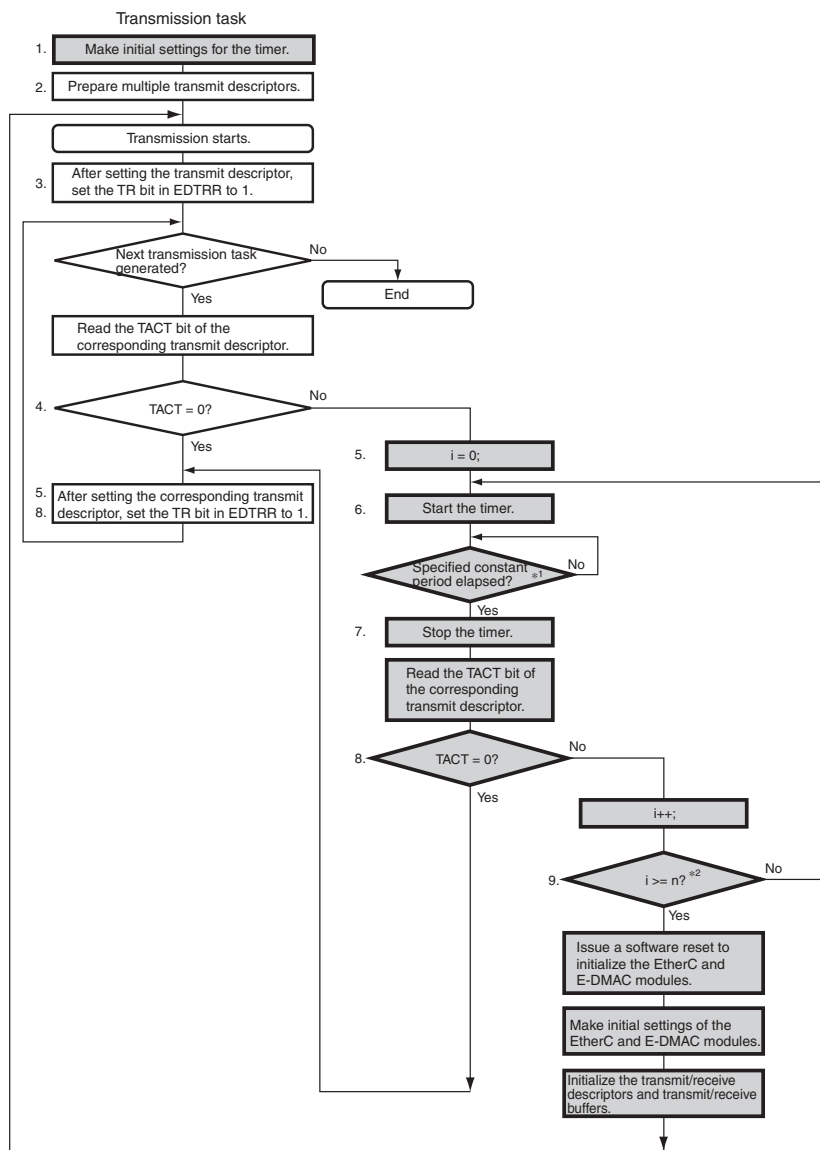 Transmission task
1. Make initial settings for the timer.
2. Prepare multiple transmit descriptors.
Transmission starts.
3. After setting the transmit descriptor,
set the TR bit in EDTRR to 1.
Next transmission task
generated?
No
End
Yes
Read the TACT bit of the
corresponding transmit descriptor.
4. TACT = 0?
No
Yes
5. After setting the corresponding transmit
8. descriptor, set the TR bit in EDTRR to 1.
5. i = 0;
6. Start the timer.
Specified constant
period elapsed? *1
No
Yes
7. Stop the timer.
Read the TACT bit of
the corresponding
transmit descriptor.
8. TACT = 0?
No
Yes
i++;
9. i >= n? *2
No
Yes
Issue a software reset to
initialize the EtherC and
E-DMAC modules.
Make initial settings of the
EtherC and E-DMAC modules.
Initialize the transmit/receive
descriptors and transmit/receive
buffers.